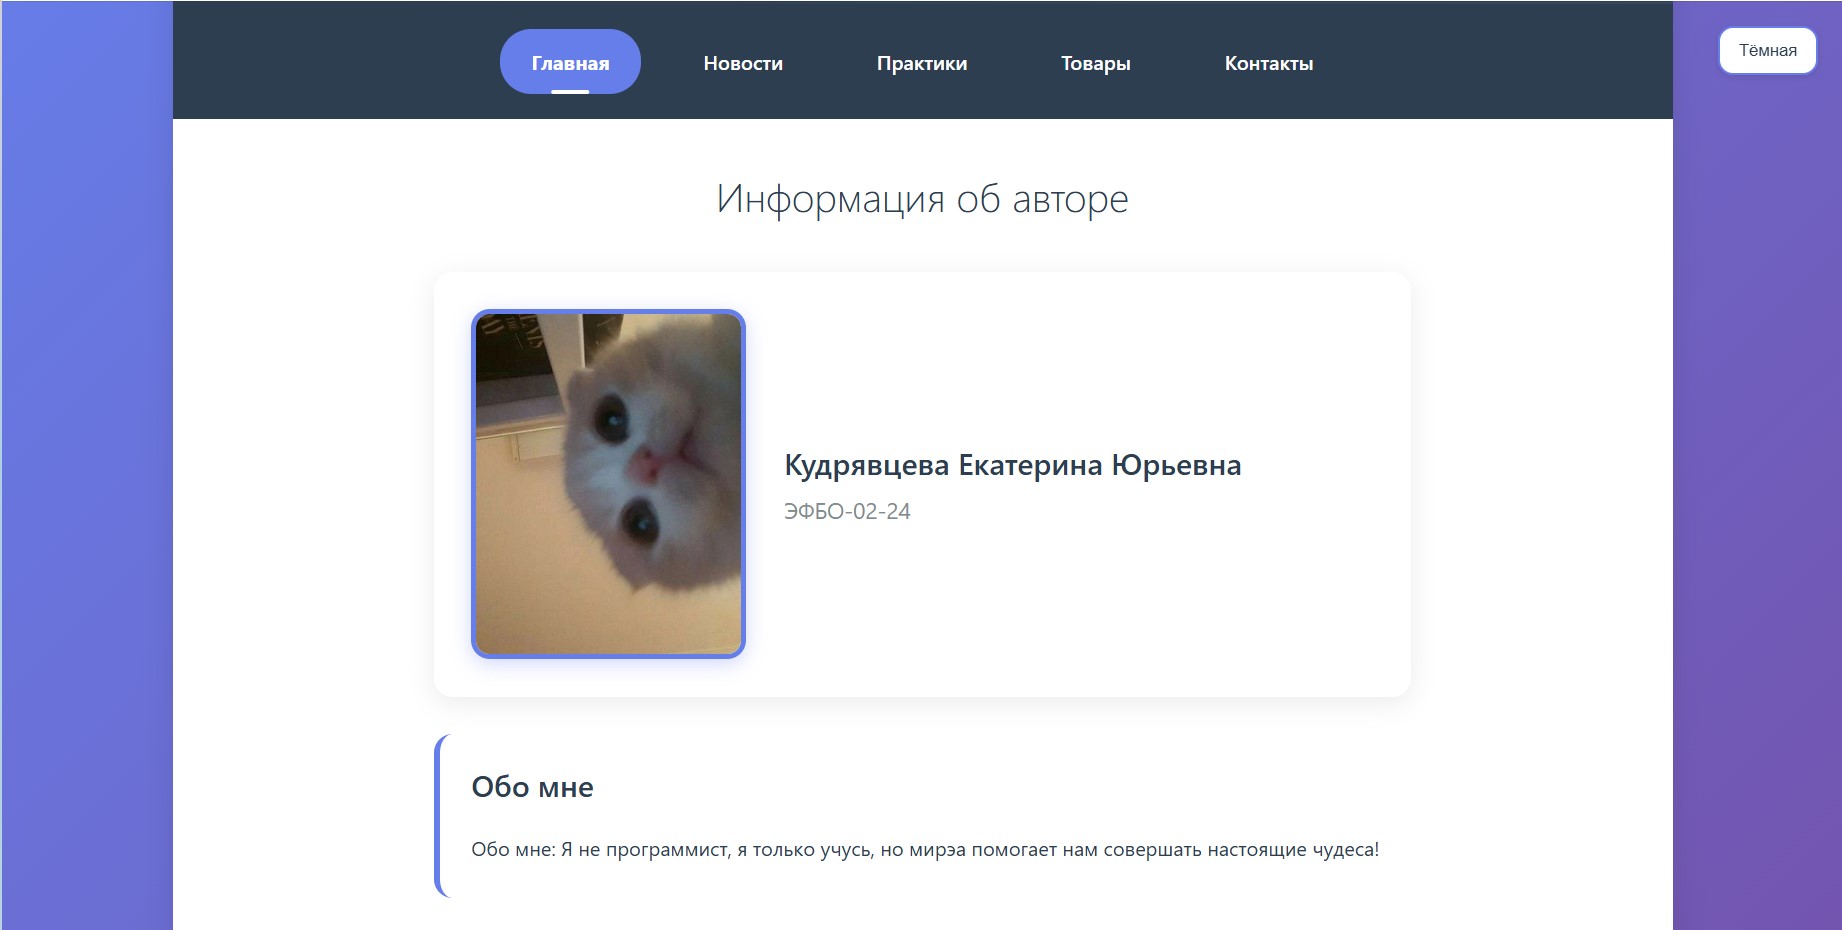 Главная Новости Практики Товары Контакты Тёмная
Информация об авторе
Кудрявцева Екатерина Юрьевна
ЭФБО-02-24
Обо мне
Обо мне: Я не программист, я только учусь, но мирэа помогает нам совершать настоящие чудеса!